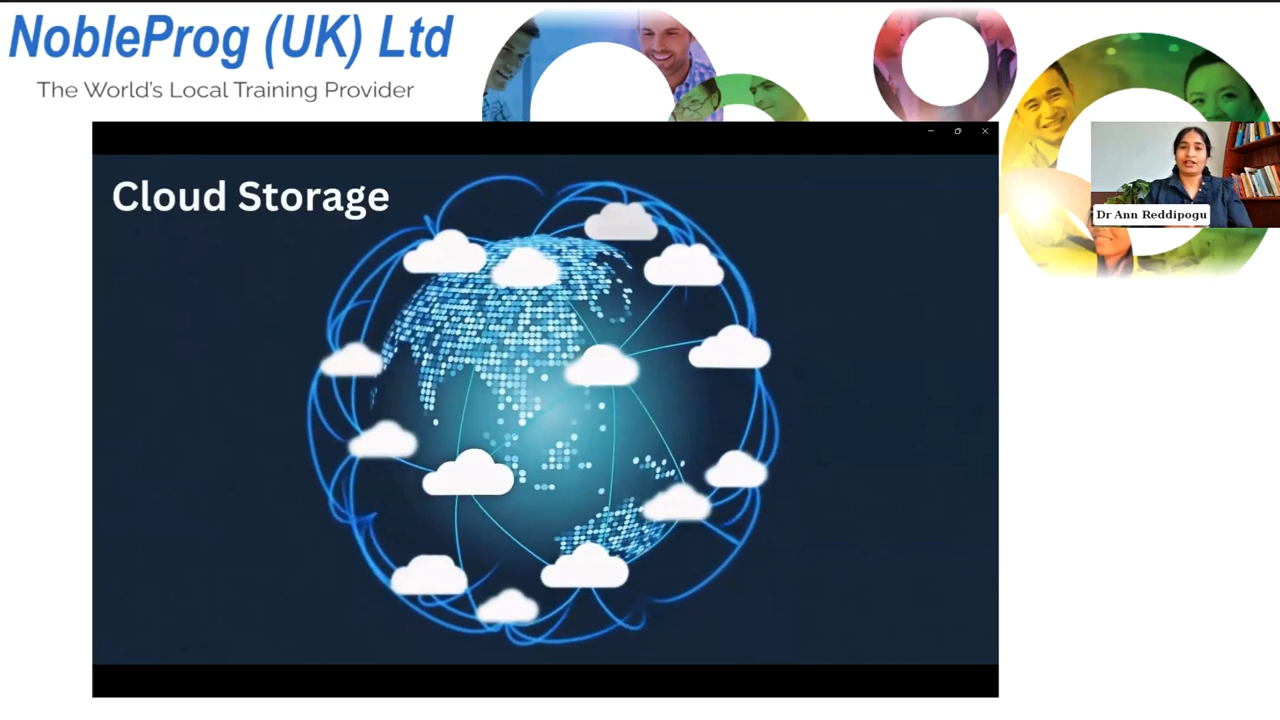 NobleProg (UK) Ltd
The World's Local Training Provider
Cloud Storage
Dr Ann Reddipogu